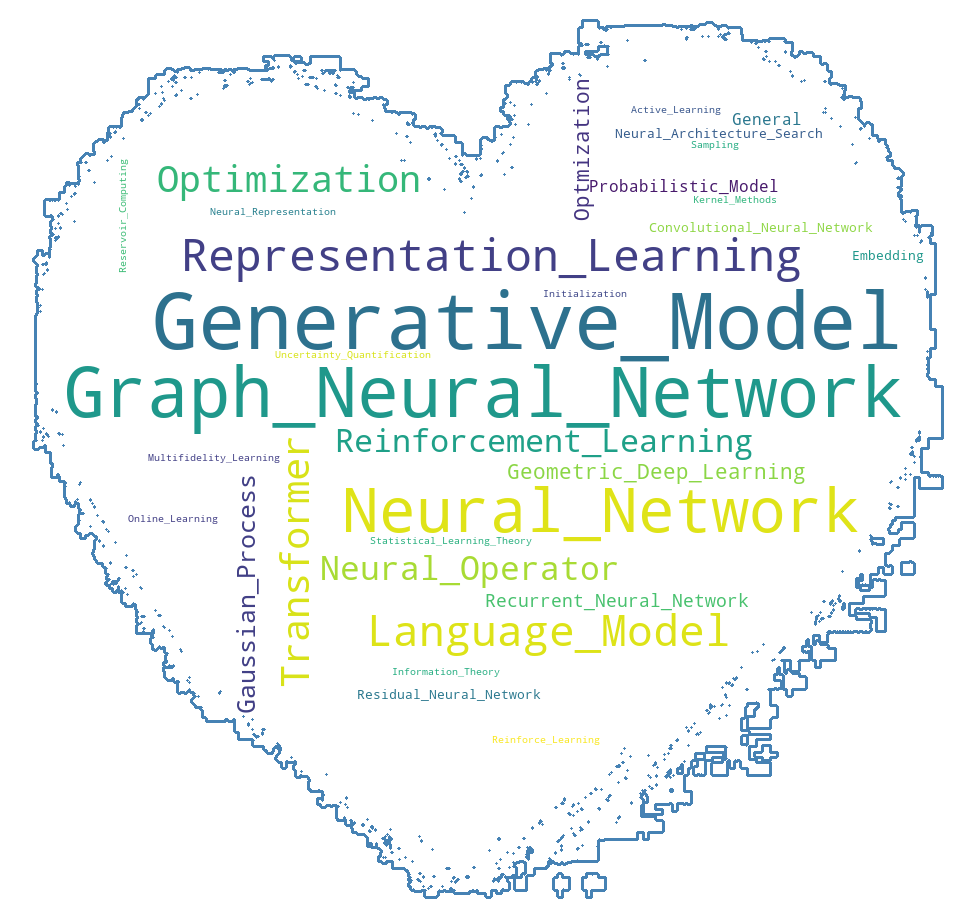 Active_Learning
General
Neural_Architecture_Search
Sampling
Optimization
Optimization
Probabilistic_Model
Kernel_Methods
Reservoir_Computing
Neural_Representation
Convolutional_Neural_Network
Representation_Learning
Embedding
Initialization
Generative_Model
Uncertainty_Quantification
Graph_Neural_Network
Reinforcement_Learning
Multifidelity_Learning
Geometric_Deep_Learning
Neural_Network
Online_Learning
Statistical_Learning_Theory
Transformer
Gaussian_Process
Neural_Operator
Recurrent_Neural_Network
Language_Model
Information_Theory
Residual_Neural_Network
Reinforce_Learning